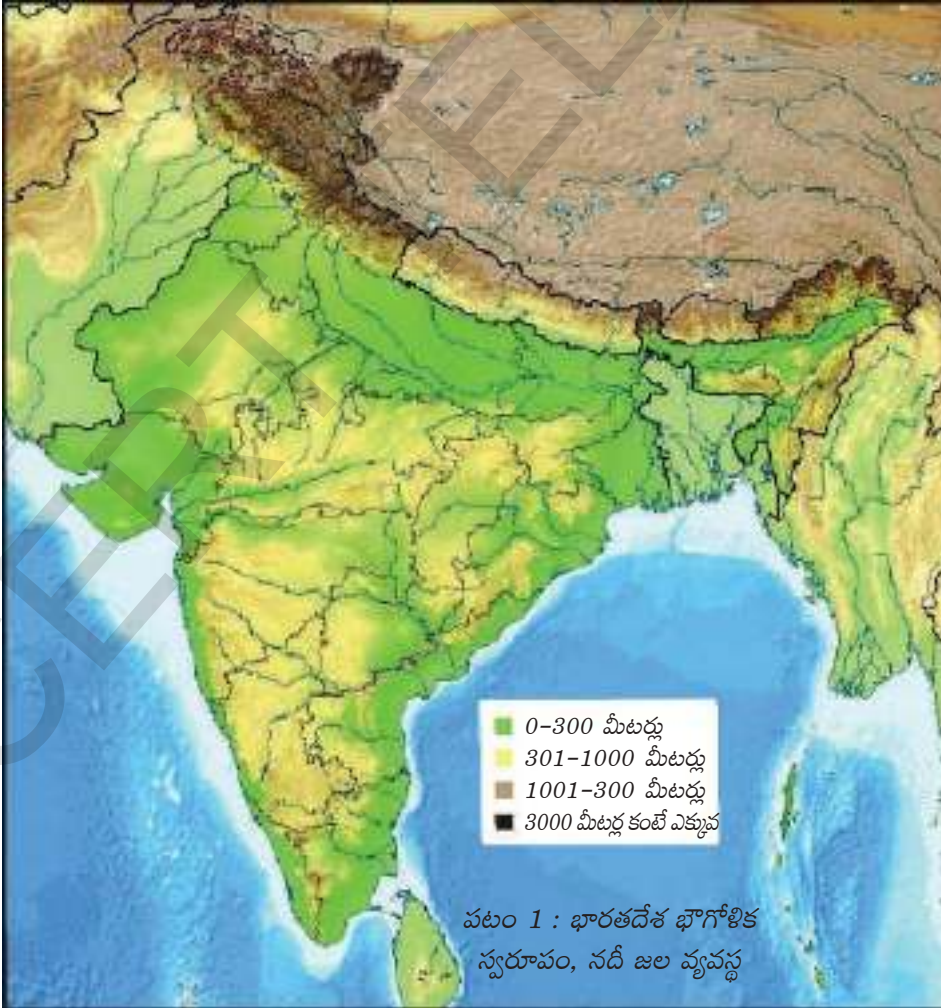 0-300 మీటర్లు
301-1000 మీటర్లు
1001-300 మీటర్లు
3000 మీటర్ల కంటే ఎక్కువ
పటం 1 : భారతదేశ భౌగోళిక
స్వరూపం, నదీ జల వ్యవస్థ